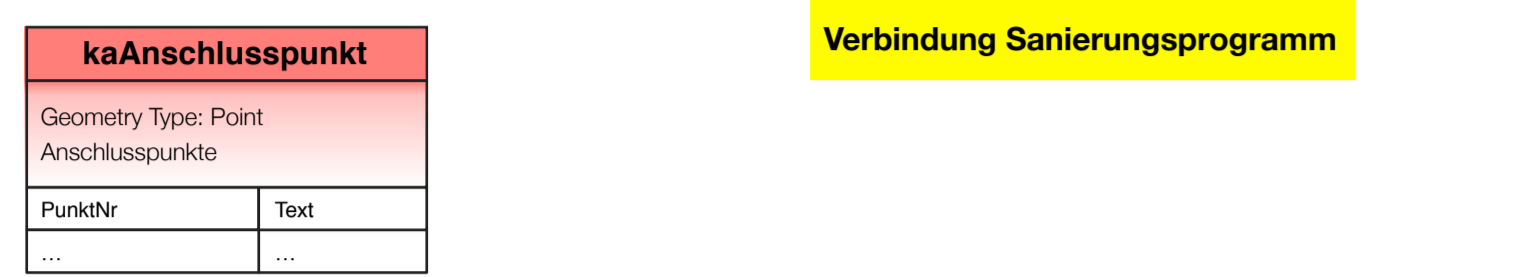 kaAnschlusspunkt
Geometry Type: Point
Anschlusspunkte
PunktNr Text
… …
Verbindung Sanierungsprogramm